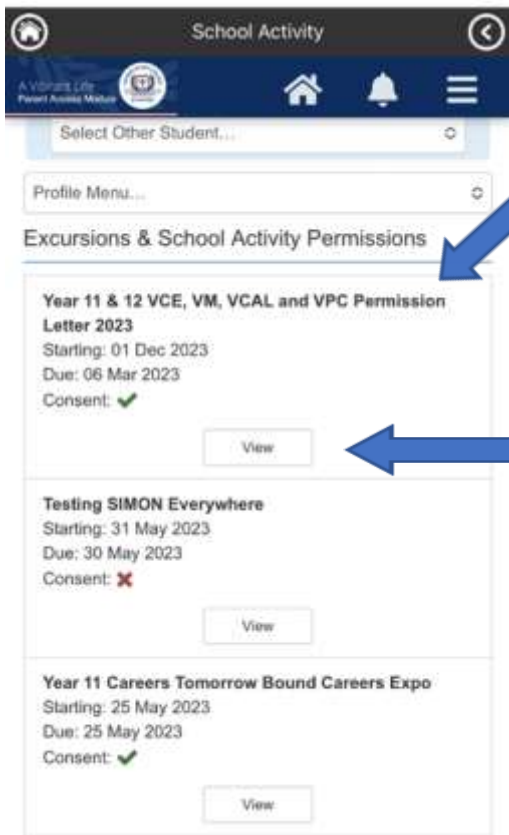 School Activity
A Vibrant Life
Parent Access Module
Select Other Student...
Profile Menu...
Excursions & School Activity Permissions
Year 11 & 12 VCE, VM, VCAL and VPC Permission
Letter 2023
Starting: 01 Dec 2023
Due: 06 Mar 2023
Consent:
View
Testing SIMON Everywhere
Starting: 31 May 2023
Due: 30 May 2023
Consent:
View
Year 11 Careers Tomorrow Bound Careers Expo
Starting: 25 May 2023
Due: 25 May 2023
Consent:
View